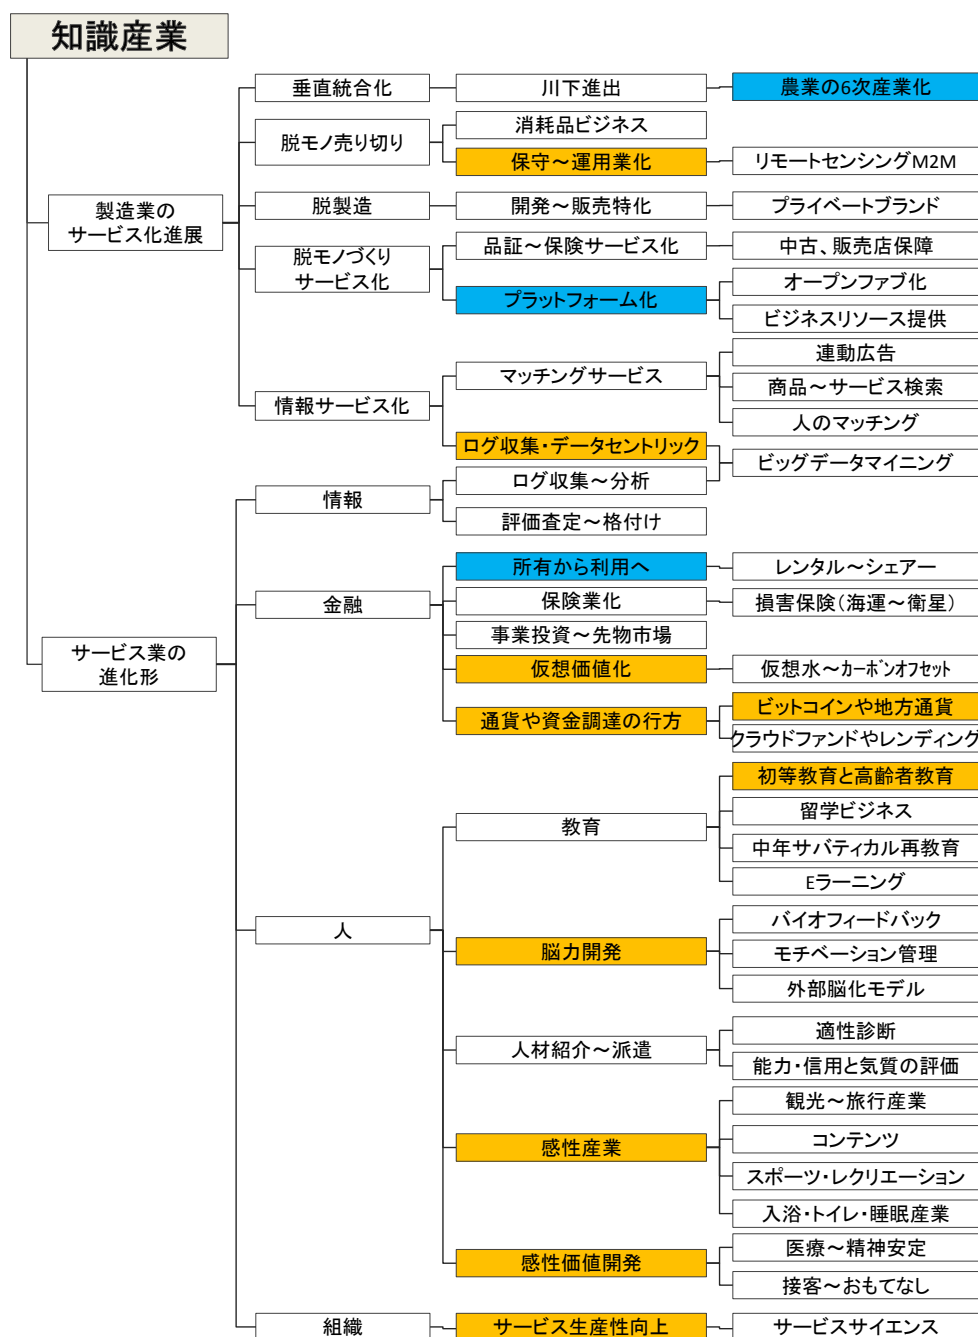 知識産業
垂直統合化
川下進出
農業の6次産業化
脱モノ売り切り
消耗品ビジネス
保守～運用業化
リモートセンシングM2M
製造業の
サービス化進展
脱製造
開発～販売特化
プライベートブランド
脱モノづくり
サービス化
品証～保険サービス化
中古、販売店保障
プラットフォーム化
オープンファブ化
ビジネスリソース提供
情報サービス化
マッチングサービス
連動広告
商品～サービス検索
人のマッチング
ログ収集・データセントリック
ビッグデータマイニング
情報
ログ収集～分析
評価査定～格付け
サービス業の
進化形
金融
所有から利用へ
レンタル～シェアー
保険業化
損害保険(海運～衛星)
事業投資～先物市場
仮想価値化
仮想水～カーボンオフセット
通貨や資金調達の行方
ビットコインや地方通貨
クラウドファンドやレンディング
人
教育
初等教育と高齢者教育
留学ビジネス
中年サバティカル再教育
Eラーニング
脳力開発
バイオフィードバック
モチベーション管理
外部脳化モデル
人材紹介～派遣
適性診断
能力・信用と気質の評価
感性産業
観光～旅行産業
コンテンツ
スポーツ・レクリエーション
入浴・トイレ・睡眠産業
感性価値開発
医療～精神安定
接客～おもてなし
組織
サービス生産性向上
サービスサイエンス